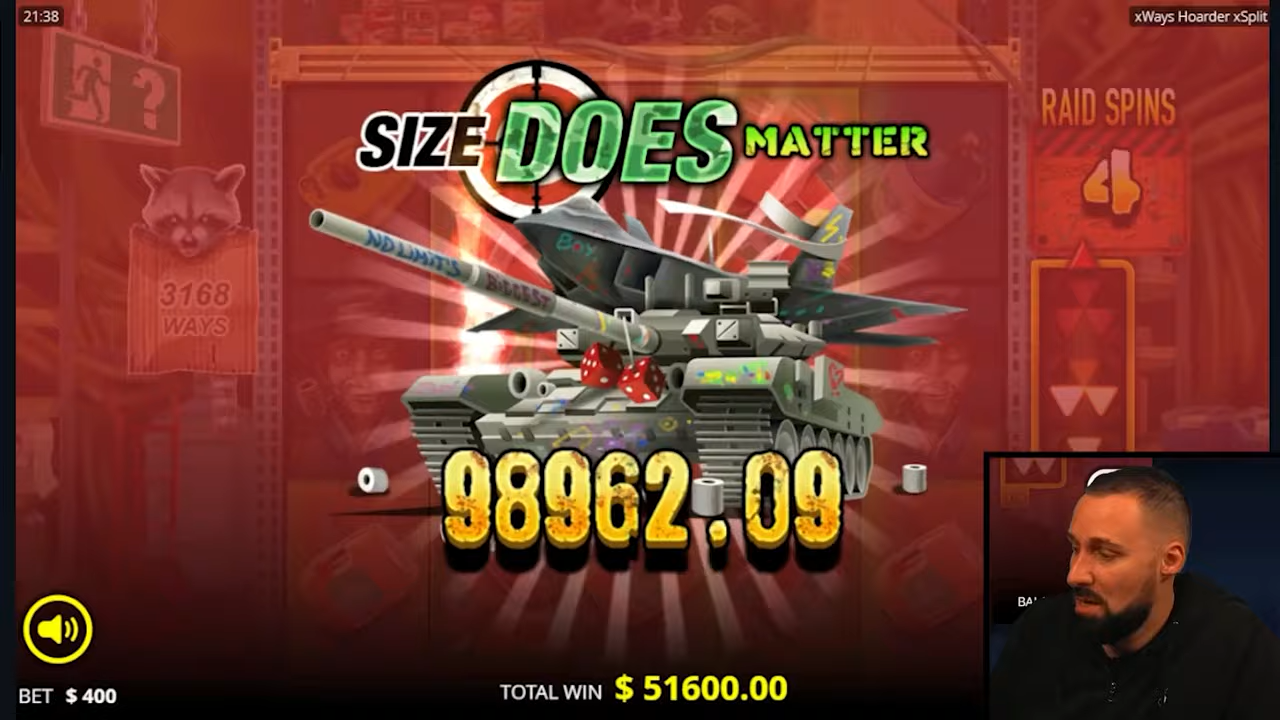 21:38
xWays Hoarder xSplit
SIZE DOES MATTER
RAID SPINS
4
NO LIMITS
BIGGEST
BOY
3168
WAYS
98962.09
BET $ 400
TOTAL WIN $ 51600.00